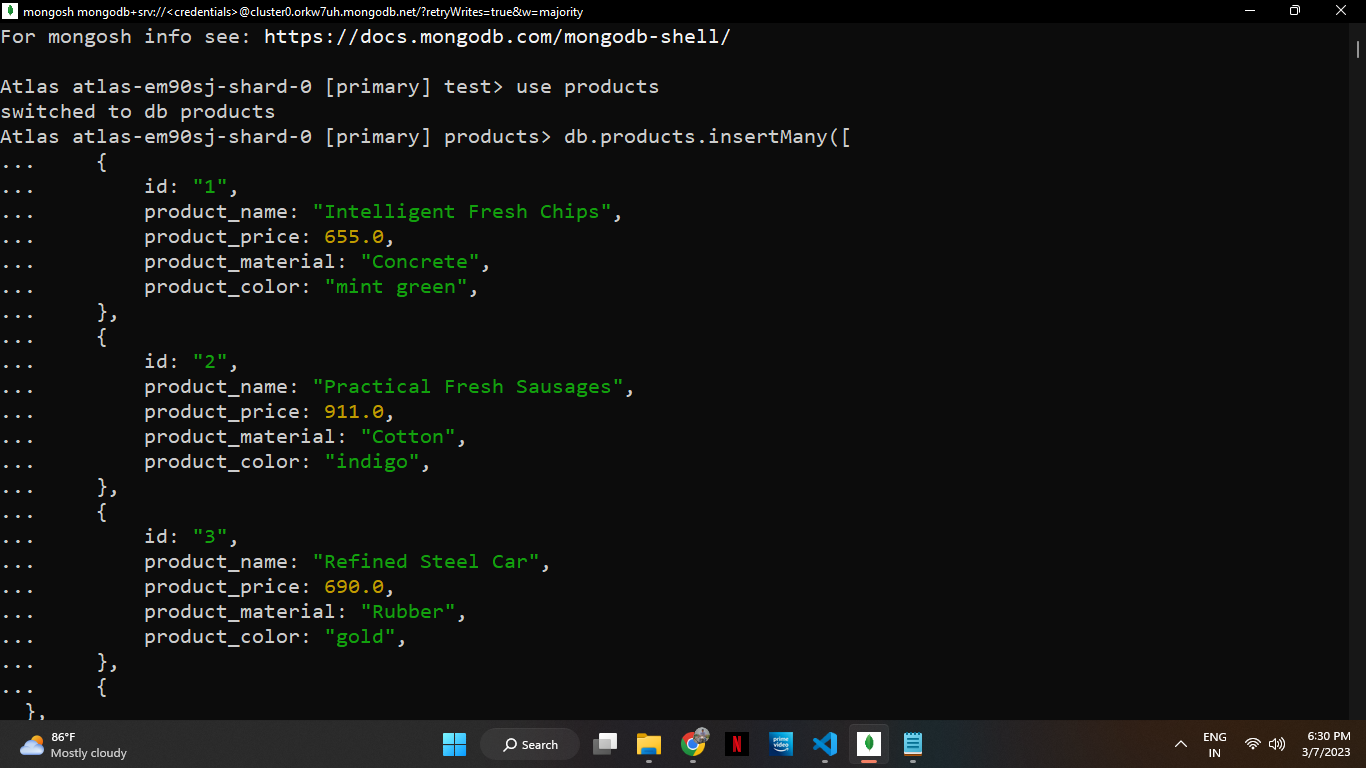 mongosh mongodb+srv://<credentials>@cluster0.orkw7uh.mongodb.net/?retryWrites=true&w=majority
For mongosh info see: https://docs.mongodb.com/mongodb-shell/
Atlas atlas-em90sj-shard-0 [primary] test> use products
switched to db products
Atlas atlas-em90sj-shard-0 [primary] products> db.products.insertMany([
...     {
...         id: "1",
...         product_name: "Intelligent Fresh Chips",
...         product_price: 655.0,
...         product_material: "Concrete",
...         product_color: "mint green",
...     },
...     {
...         id: "2",
...         product_name: "Practical Fresh Sausages",
...         product_price: 911.0,
...         product_material: "Cotton",
...         product_color: "indigo",
...     },
...     {
...         id: "3",
...         product_name: "Refined Steel Car",
...         product_price: 690.0,
...         product_material: "Rubber",
...         product_color: "gold",
...     },
...     {
  },
86°F
Mostly cloudy
Search
N
prime
video
ENG
IN
6:30 PM
3/7/2023